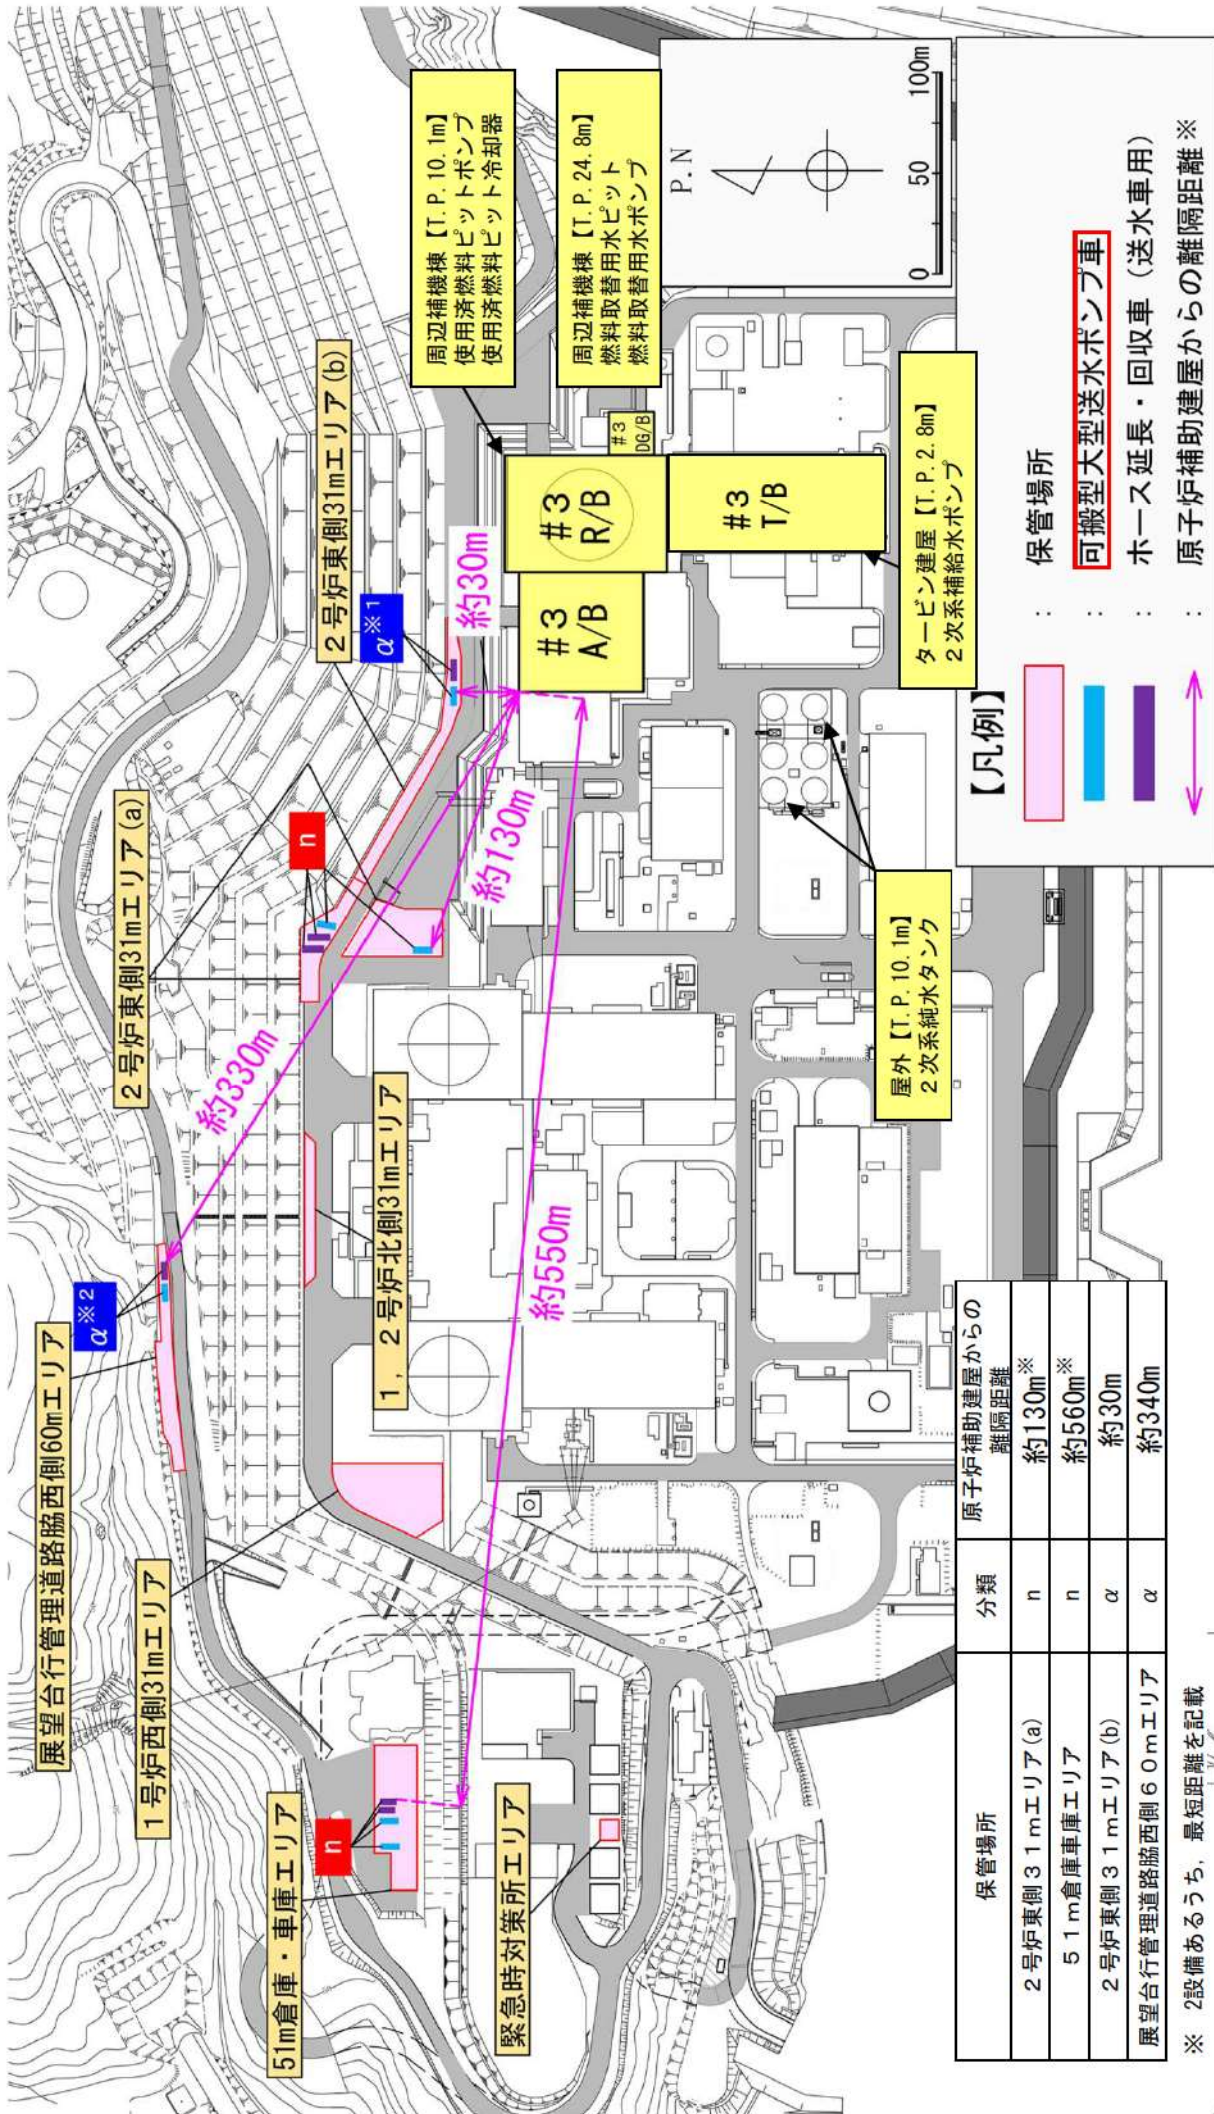 展望台行管理道路脇西側60mエリア
α※2
1号炉西側31mエリア
51m倉庫・車庫エリア
n
緊急時対策所エリア
1，2号炉北側31mエリア
2号炉東側31mエリア(a)
n
2号炉東側31mエリア(b)
α※1
約330m
約130m
約30m
約550m
周辺補機棟【T.P.10.1m】
使用済燃料ピットポンプ
使用済燃料ピット冷却器
周辺補機棟【T.P.24.8m】
燃料取替用水ピット
燃料取替用水ポンプ
#3
DG/B
#3
R/B
#3
A/B
#3
T/B
タービン建屋【T.P.2.8m】
2次系補給水ポンプ
屋外【T.P.10.1m】
2次系純水タンク
P.N
0 50 100m
【凡例】
： 保管場所
： 可搬型大型送水ポンプ車
： ホース延長・回収車（送水車用）
： 原子炉補助建屋からの離隔距離※
保管場所 分類 原子炉補助建屋からの
離隔距離
2号炉東側31mエリア(a) n 約130m※
51m倉庫車庫エリア n 約560m※
2号炉東側31mエリア(b) α 約30m
展望台行管理道路脇西側60mエリア α 約340m
※ 2設備あるうち，最短距離を記載